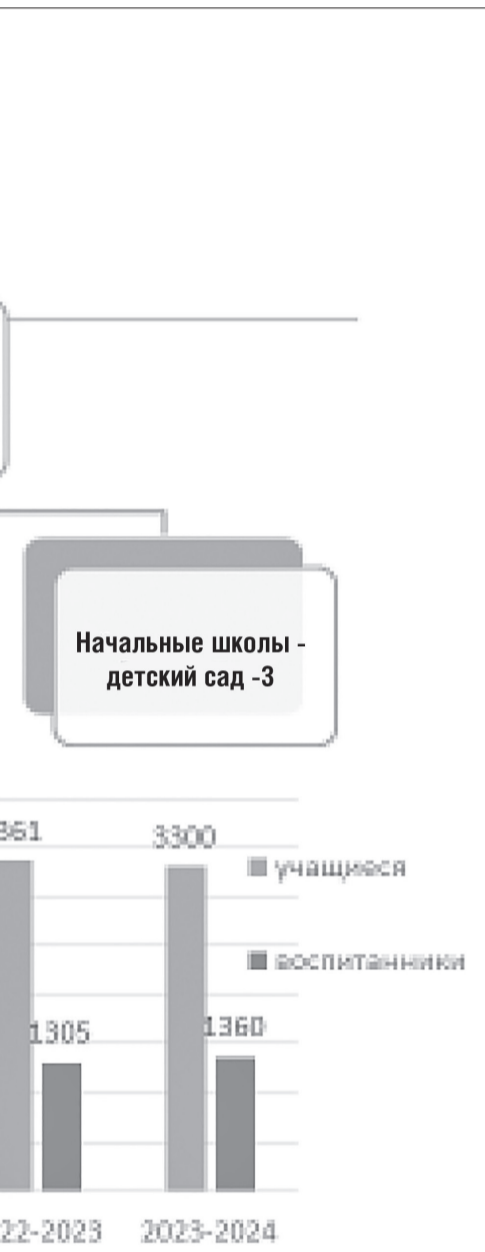 Начальные школы -
детский сад -3
361
3300
учащиеся
воспитанники
1305
1360
22-2023
2023-2024